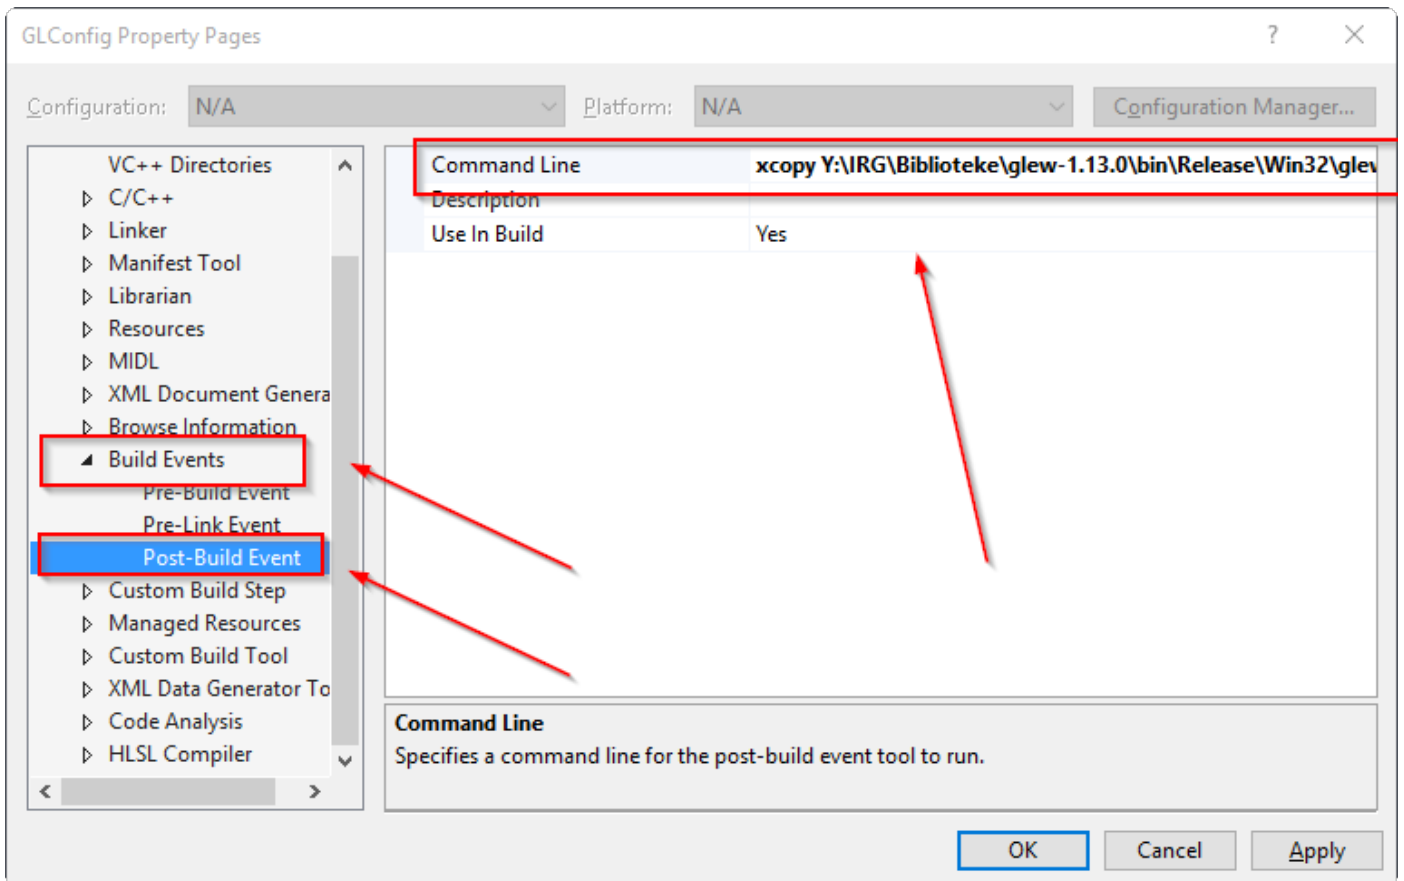 GLConfig Property Pages
?
Configuration: N/A Platform: N/A Configuration Manager...
VC++ Directories
C/C++
Linker
Manifest Tool
Librarian
Resources
MIDL
XML Document Genera
Browse Information
Build Events
Pre-Build Event
Pre-Link Event
Post-Build Event
Custom Build Step
Managed Resources
Custom Build Tool
XML Data Generator To
Code Analysis
HLSL Compiler
Command Line xcopy Y:\IRG\Biblioteke\glew-1.13.0\bin\Release\Win32\glew
Description
Use In Build Yes
Command Line
Specifies a command line for the post-build event tool to run.
OK Cancel Apply